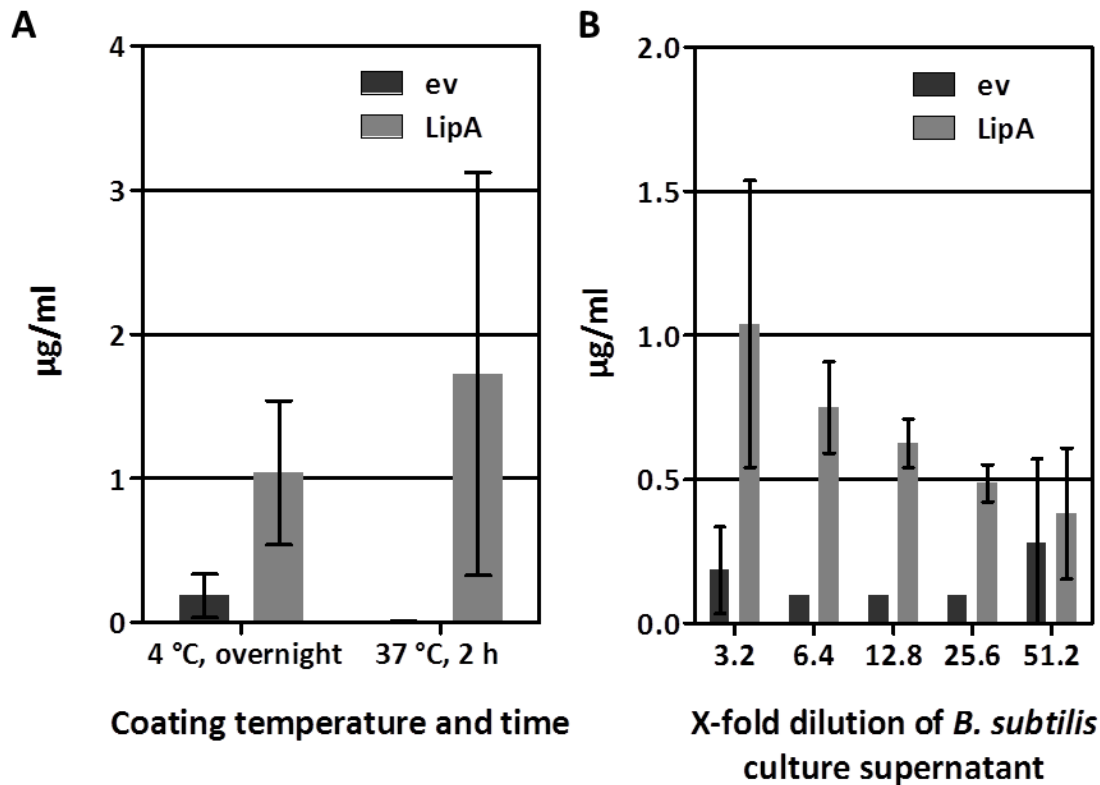 A
4
3
2
1
0
µg/ml
ev
LipA
4 °C, overnight
37 °C, 2 h
Coating temperature and time
B
2.0
1.5
1.0
0.5
0.0
µg/ml
ev
LipA
3.2 6.4 12.8 25.6 51.2
X-fold dilution of B. subtilis
culture supernatant